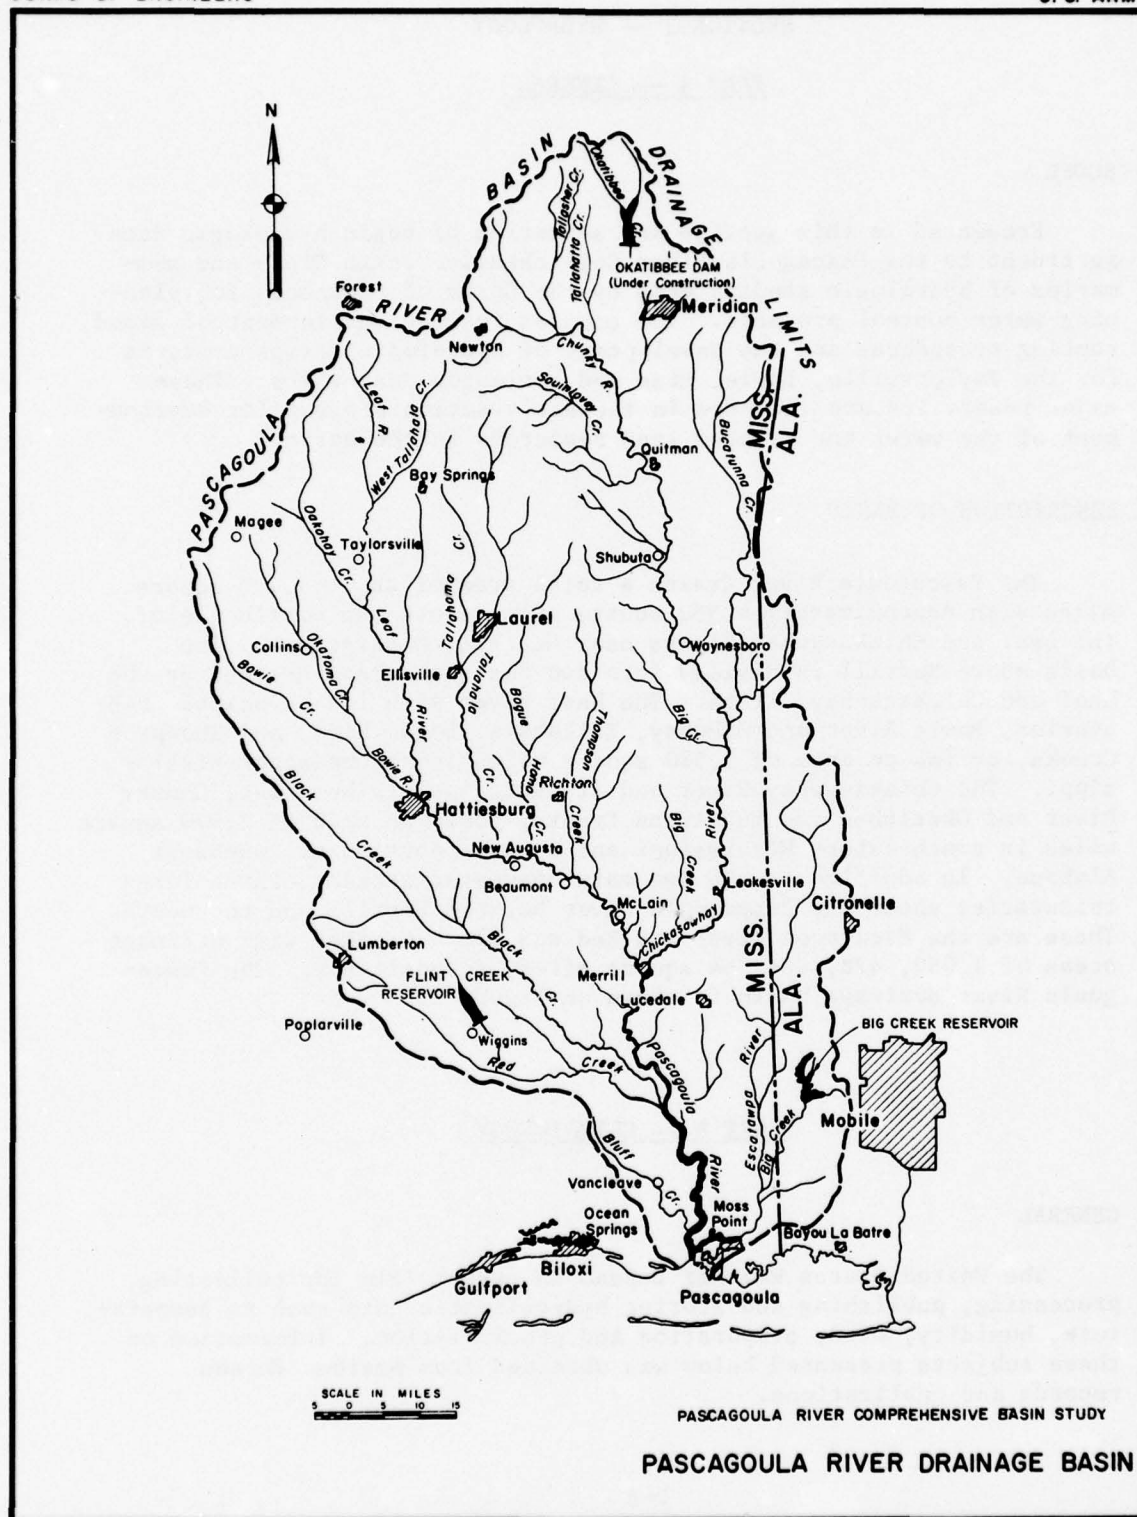 N
PASCAGOULA RIVER BASIN DRAINAGE LIMITS
Okatibbee Cr.
Tallasher Cr.
Tallahatta Cr.
OKATIBBEE DAM
(Under Construction)
Forest
Meridian
Newton
Chunky R.
Souinlovey Cr.
Leaf R.
West Tallahala Cr.
MISS.
ALA.
Quitman
Bucatunna Cr.
Bay Springs
Magee
Oakohay Cr.
Taylorsville
Tallahoma Cr.
Shubuta
Laurel
Leaf River
Collins
Okatoma Cr.
Waynesboro
Ellisville
Tallahala Cr.
Bowie Cr.
Bogue Homo Cr.
Thompson Creek
Big Cr.
Bowie R.
Black Creek
Richton
Hattiesburg
River
Big Creek
New Augusta
Beaumont
Leakesville
McLain
Citronelle
Chickasawhay
Black Cr.
Lumberton
MISS.
ALA.
FLINT CREEK
RESERVOIR
Merrill
Lucedale
Poplarville
Wiggins
BIG CREEK RESERVOIR
Red Creek
Pascagoula River
Escatawpa River
Big Creek
Mobile
Bluff Cr.
Vancleave
Moss
Point
Ocean
Springs
Bayou La Batre
Biloxi
Gulfport
Pascagoula
SCALE IN MILES
5 0 5 10 15
PASCAGOULA RIVER COMPREHENSIVE BASIN STUDY
PASCAGOULA RIVER DRAINAGE BASIN